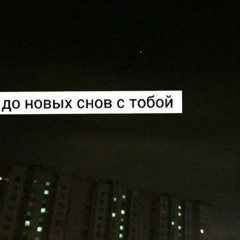 до новых снов с тобой